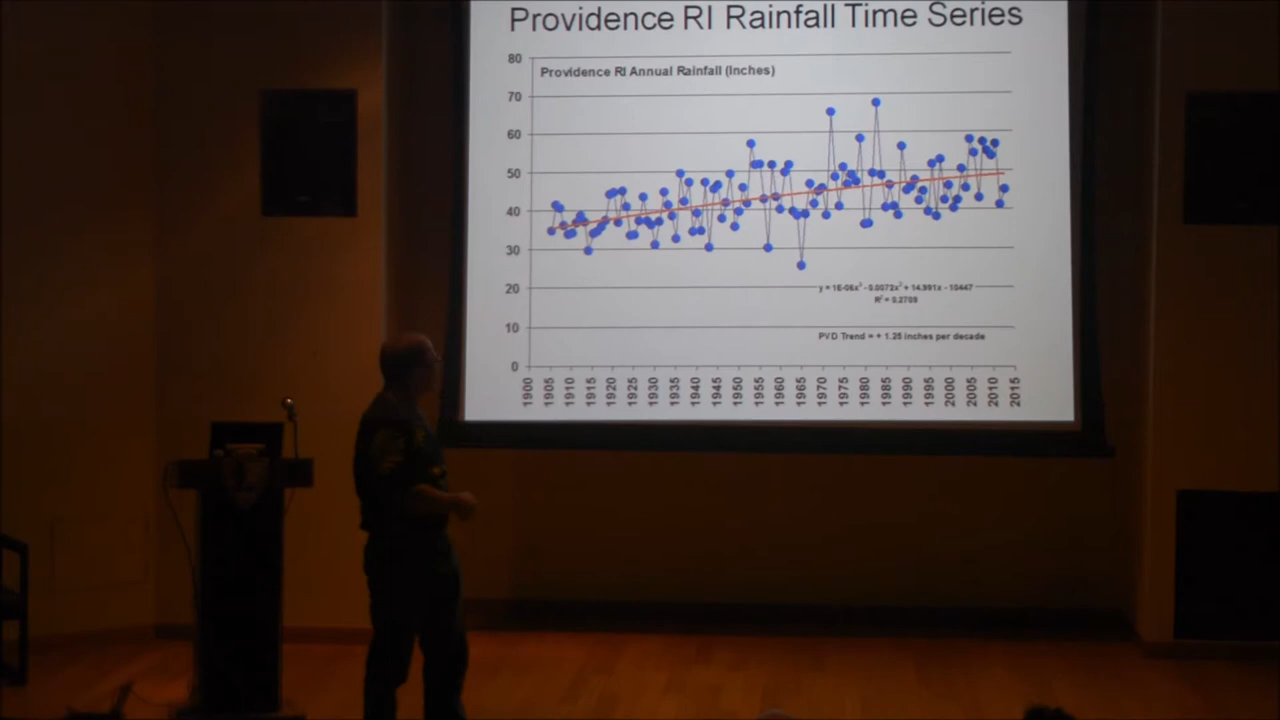 Providence RI Rainfall Time Series
Providence RI Annual Rainfall (Inches)
80
70
60
50
40
30
20
10
0
y = 1E-06x³ - 0.0072x² + 14.991x - 10447
R² = 0.2709
PVD Trend = + 1.25 inches per decade
1900 1905 1910 1915 1920 1925 1930 1935 1940 1945 1950 1955 1960 1965 1970 1975 1980 1985 1990 1995 2000 2005 2010 2015